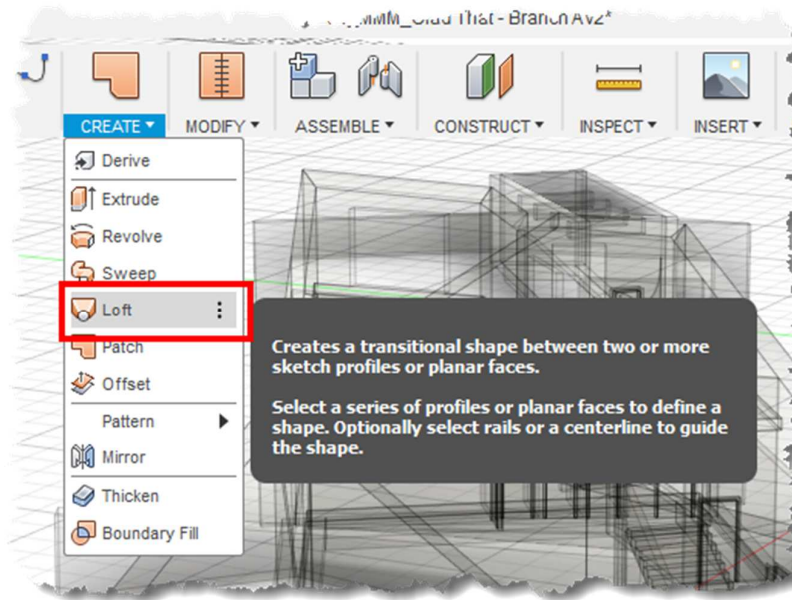 Branch Av2*
CREATE MODIFY ASSEMBLE CONSTRUCT INSPECT INSERT
Derive
Extrude
Revolve
Sweep
Loft
Patch
Offset
Pattern
Mirror
Thicken
Boundary Fill
Creates a transitional shape between two or more
sketch profiles or planar faces.
Select a series of profiles or planar faces to define a
shape. Optionally select rails or a centerline to guide
the shape.